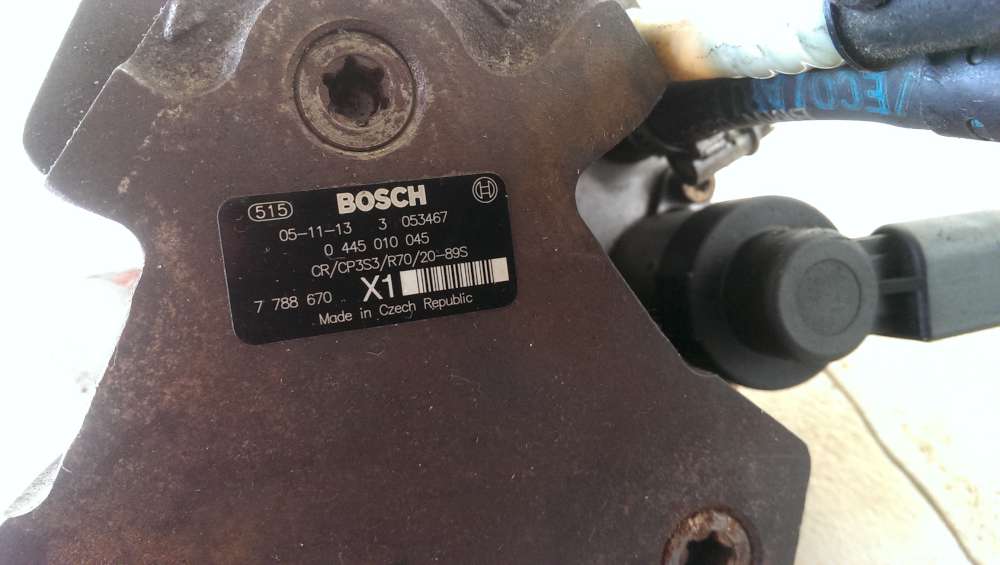 515 BOSCH
05-11-13 3 053467
0 445 010 045
CR/CP3S3/R70/20-89S
7 788 670 X1
Made in Czech Republic